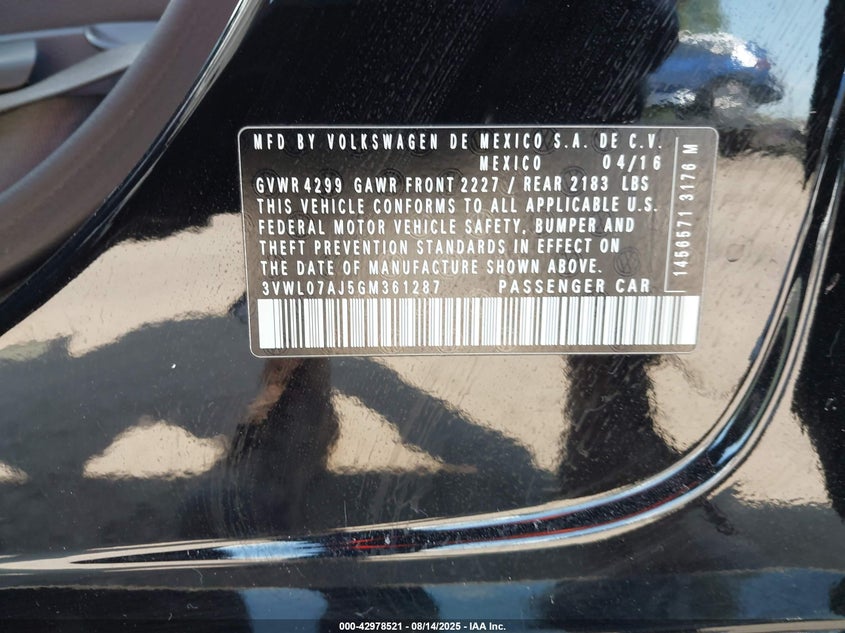 MFD BY VOLKSWAGEN DE MEXICO S.A. DE C.V.
MEXICO 04/16
GVWR 4299 GAWR FRONT 2227 / REAR 2183 LBS
THIS VEHICLE CONFORMS TO ALL APPLICABLE U.S.
FEDERAL MOTOR VEHICLE SAFETY, BUMPER AND
THEFT PREVENTION STANDARDS IN EFFECT ON
THE DATE OF MANUFACTURE SHOWN ABOVE.
3VWL07AJ5GM361287 PASSENGER CAR
1456571 3176 M
000-42978521 - 08/14/2025 - IAA Inc.